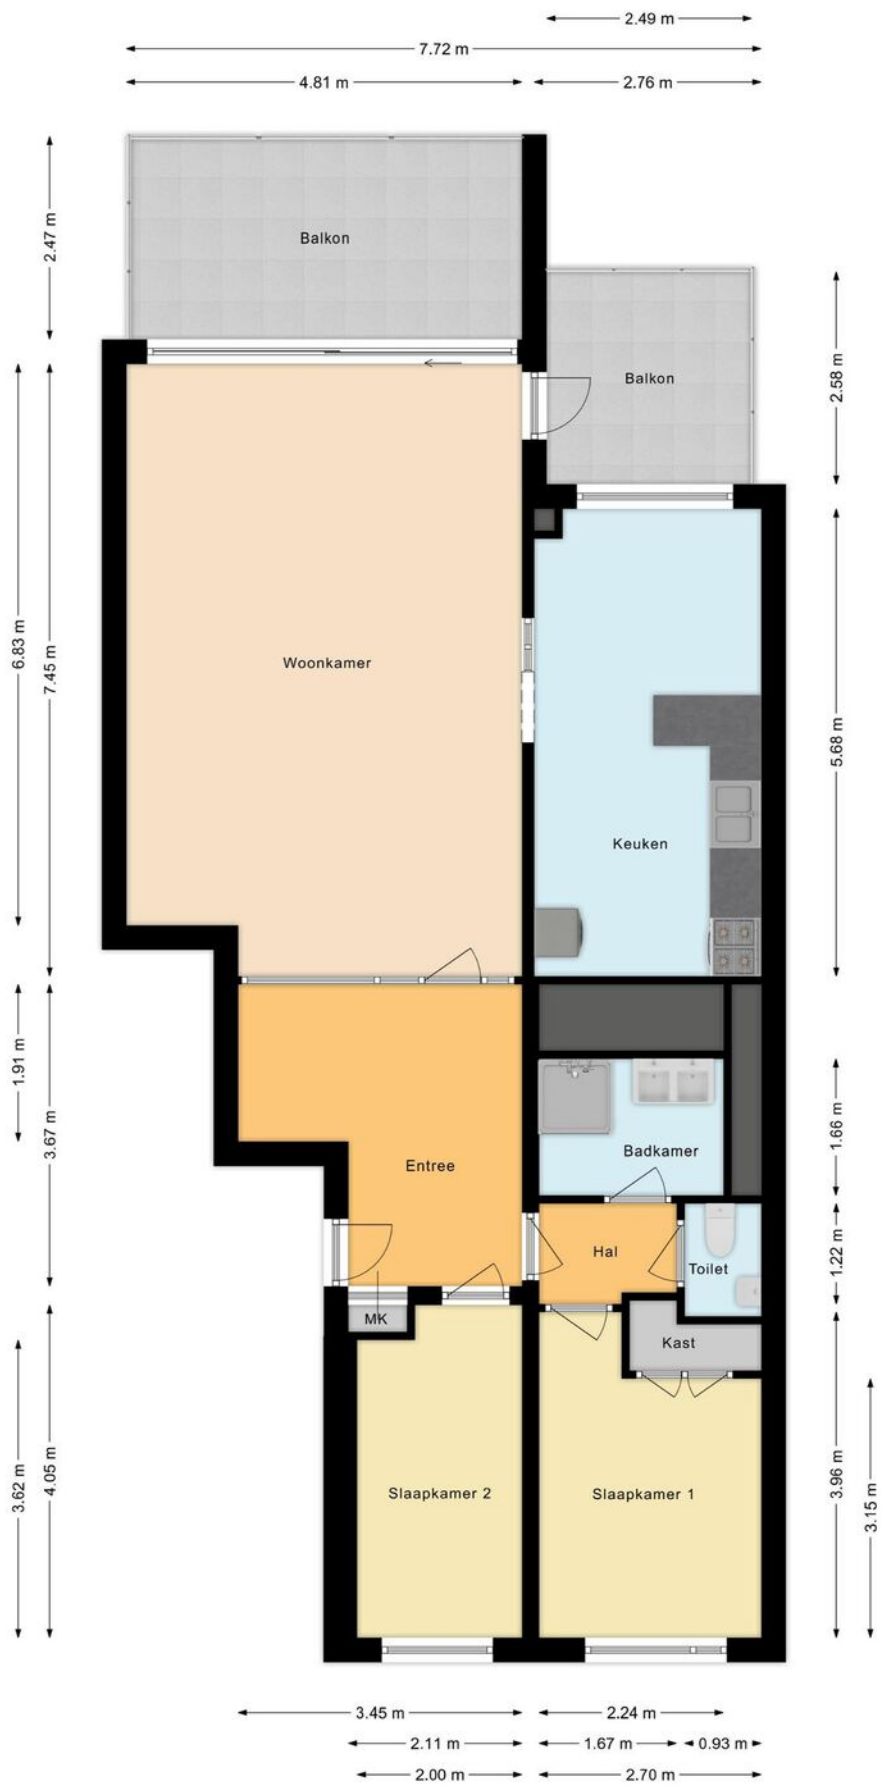 2.49 m
7.72 m
4.81 m
2.76 m
Balkon
2.47 m
Balkon
2.58 m
6.83 m
7.45 m
Woonkamer
5.68 m
Keuken
1.91 m
3.67 m
Entree
Badkamer
1.66 m
Hal
Toilet
1.22 m
MK
Kast
3.62 m
4.05 m
Slaapkamer 2
Slaapkamer 1
3.96 m
3.15 m
3.45 m
2.24 m
2.11 m
1.67 m
0.93 m
2.00 m
2.70 m